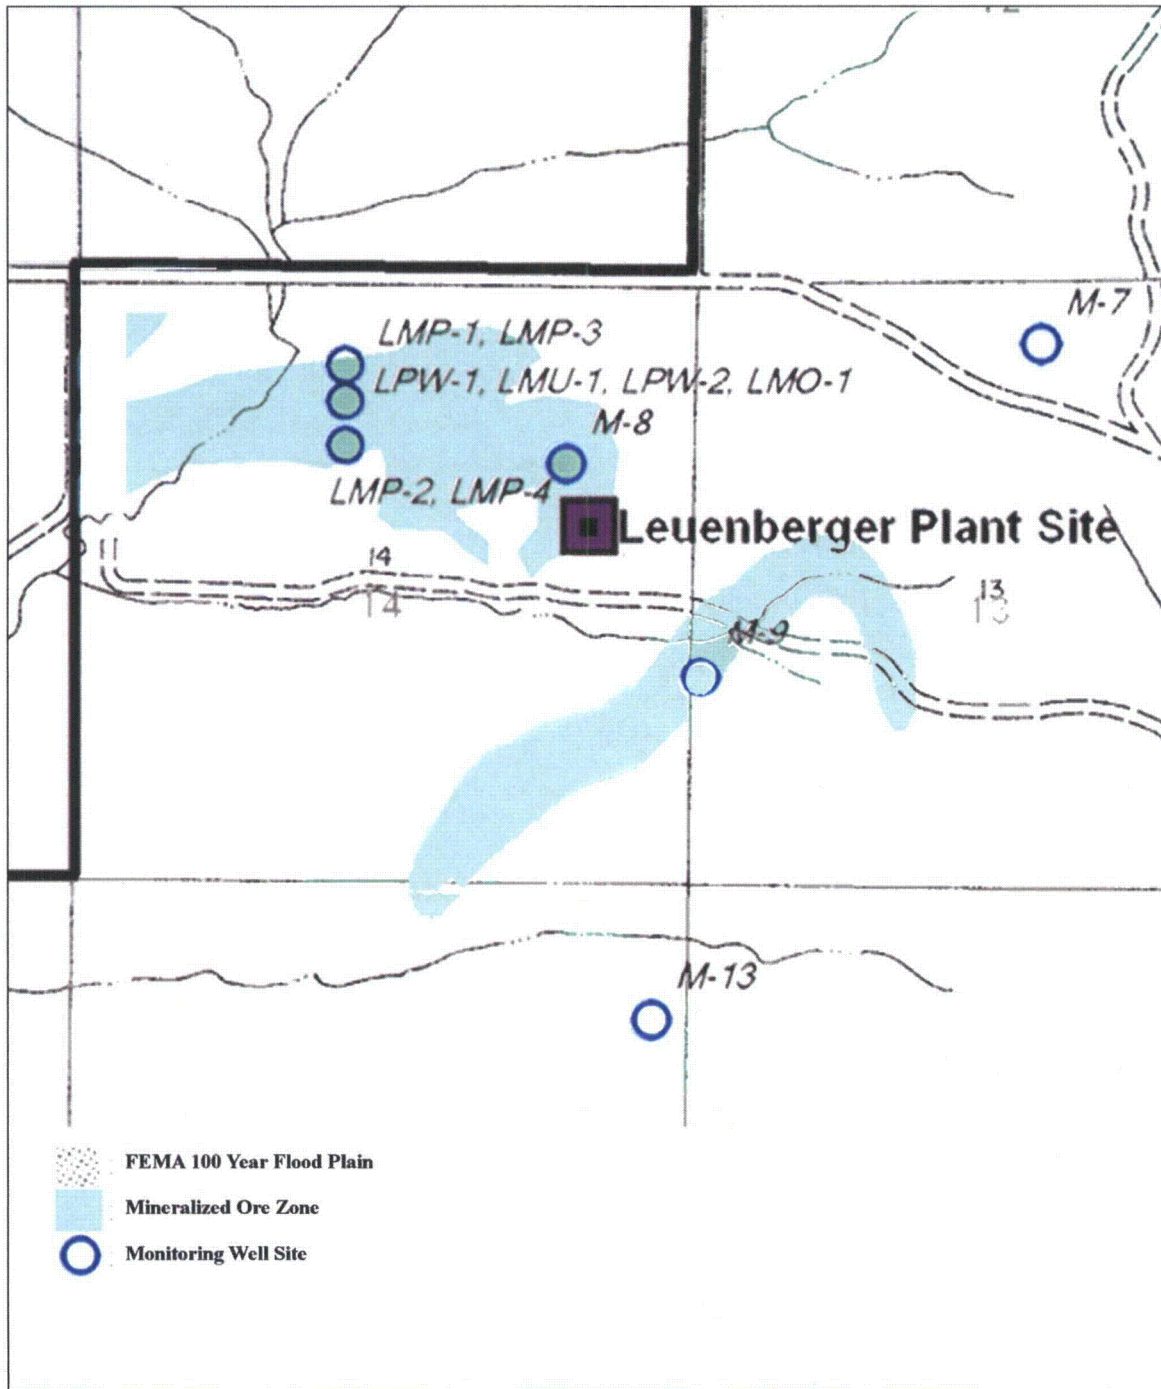 M-7
LMP-1, LMP-3
LPW-1, LMU-1, LPW-2, LMO-1
M-8
LMP-2, LMP-4
Leuenberger Plant Site
14
14
13
13
M-9
M-13
FEMA 100 Year Flood Plain
Mineralized Ore Zone
Monitoring Well Site